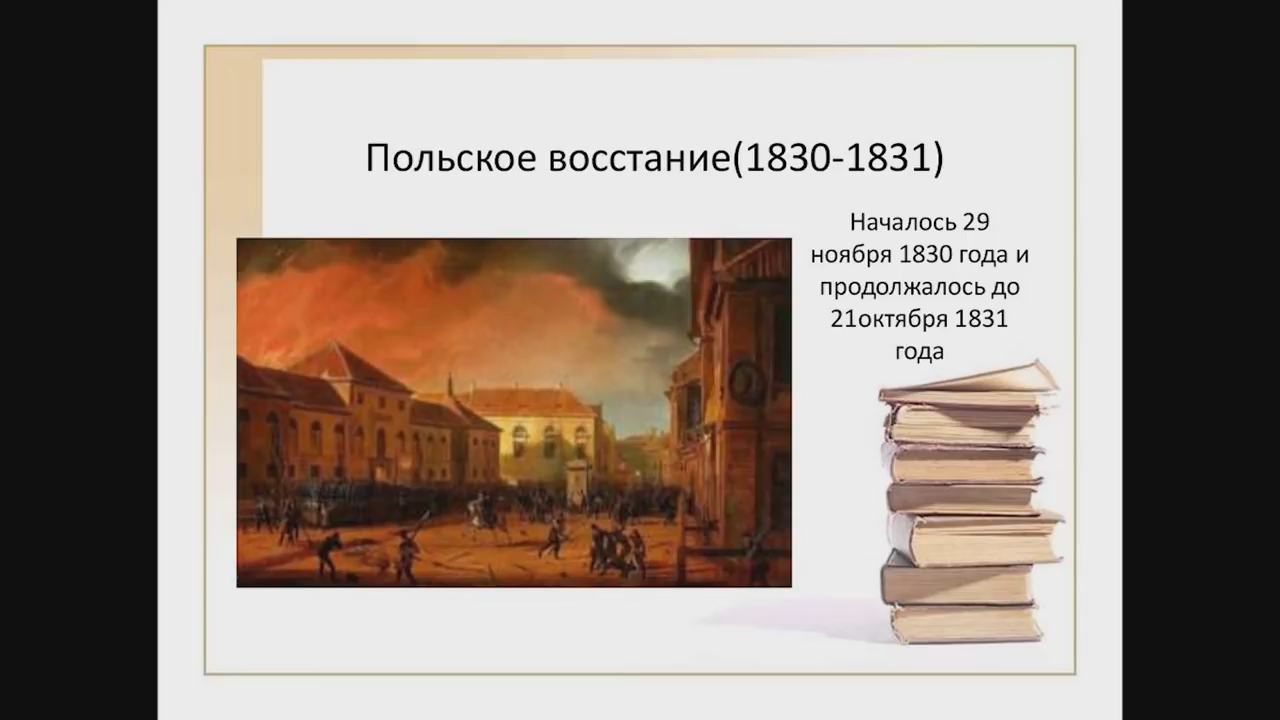 Польское восстание(1830-1831)
Началось 29
ноября 1830 года и
продолжалось до
21октября 1831
года